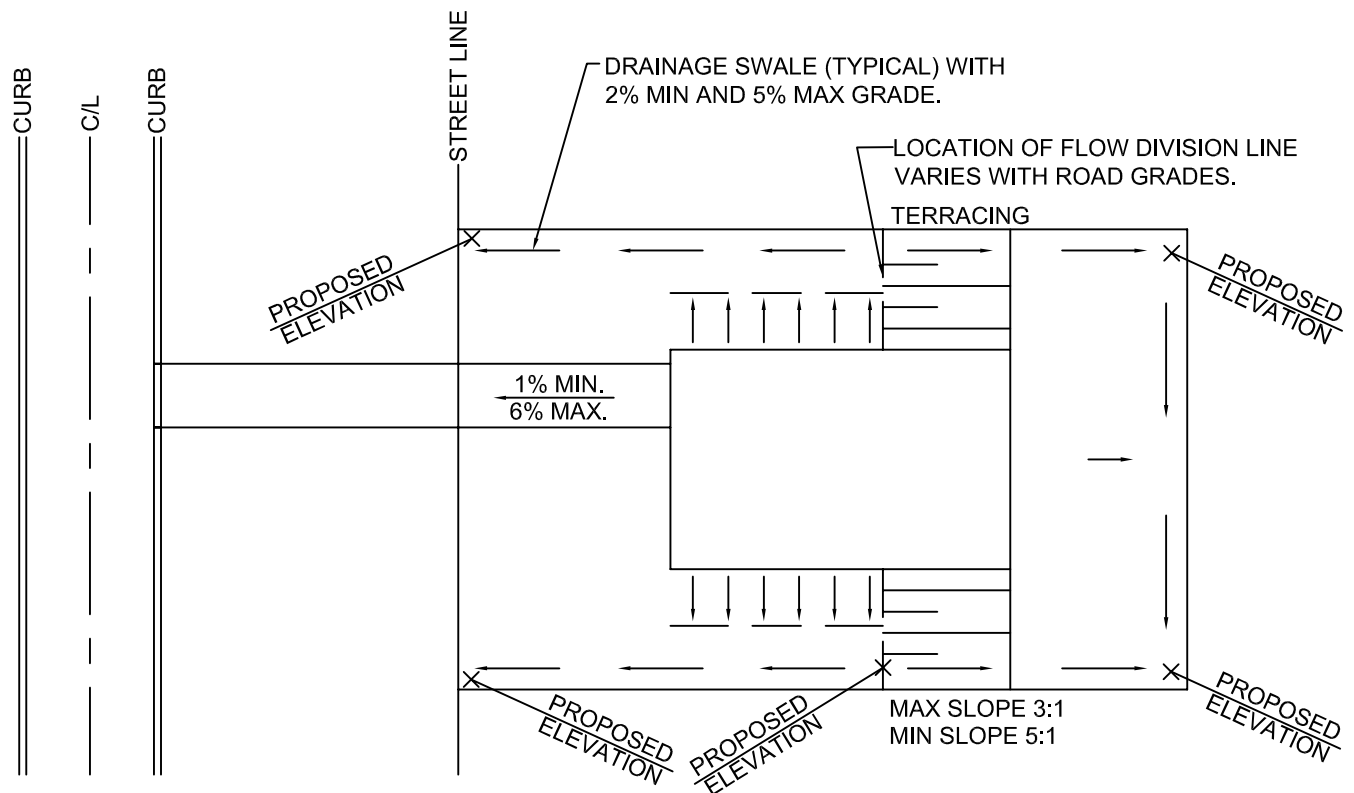 CURB
C/L
CURB
STREET LINE
DRAINAGE SWALE (TYPICAL) WITH
2% MIN AND 5% MAX GRADE.
LOCATION OF FLOW DIVISION LINE
VARIES WITH ROAD GRADES.
TERRACING
PROPOSED
ELEVATION
PROPOSED
ELEVATION
1% MIN.
6% MAX.
PROPOSED
ELEVATION
PROPOSED
ELEVATION
MAX SLOPE 3:1
MIN SLOPE 5:1
PROPOSED
ELEVATION